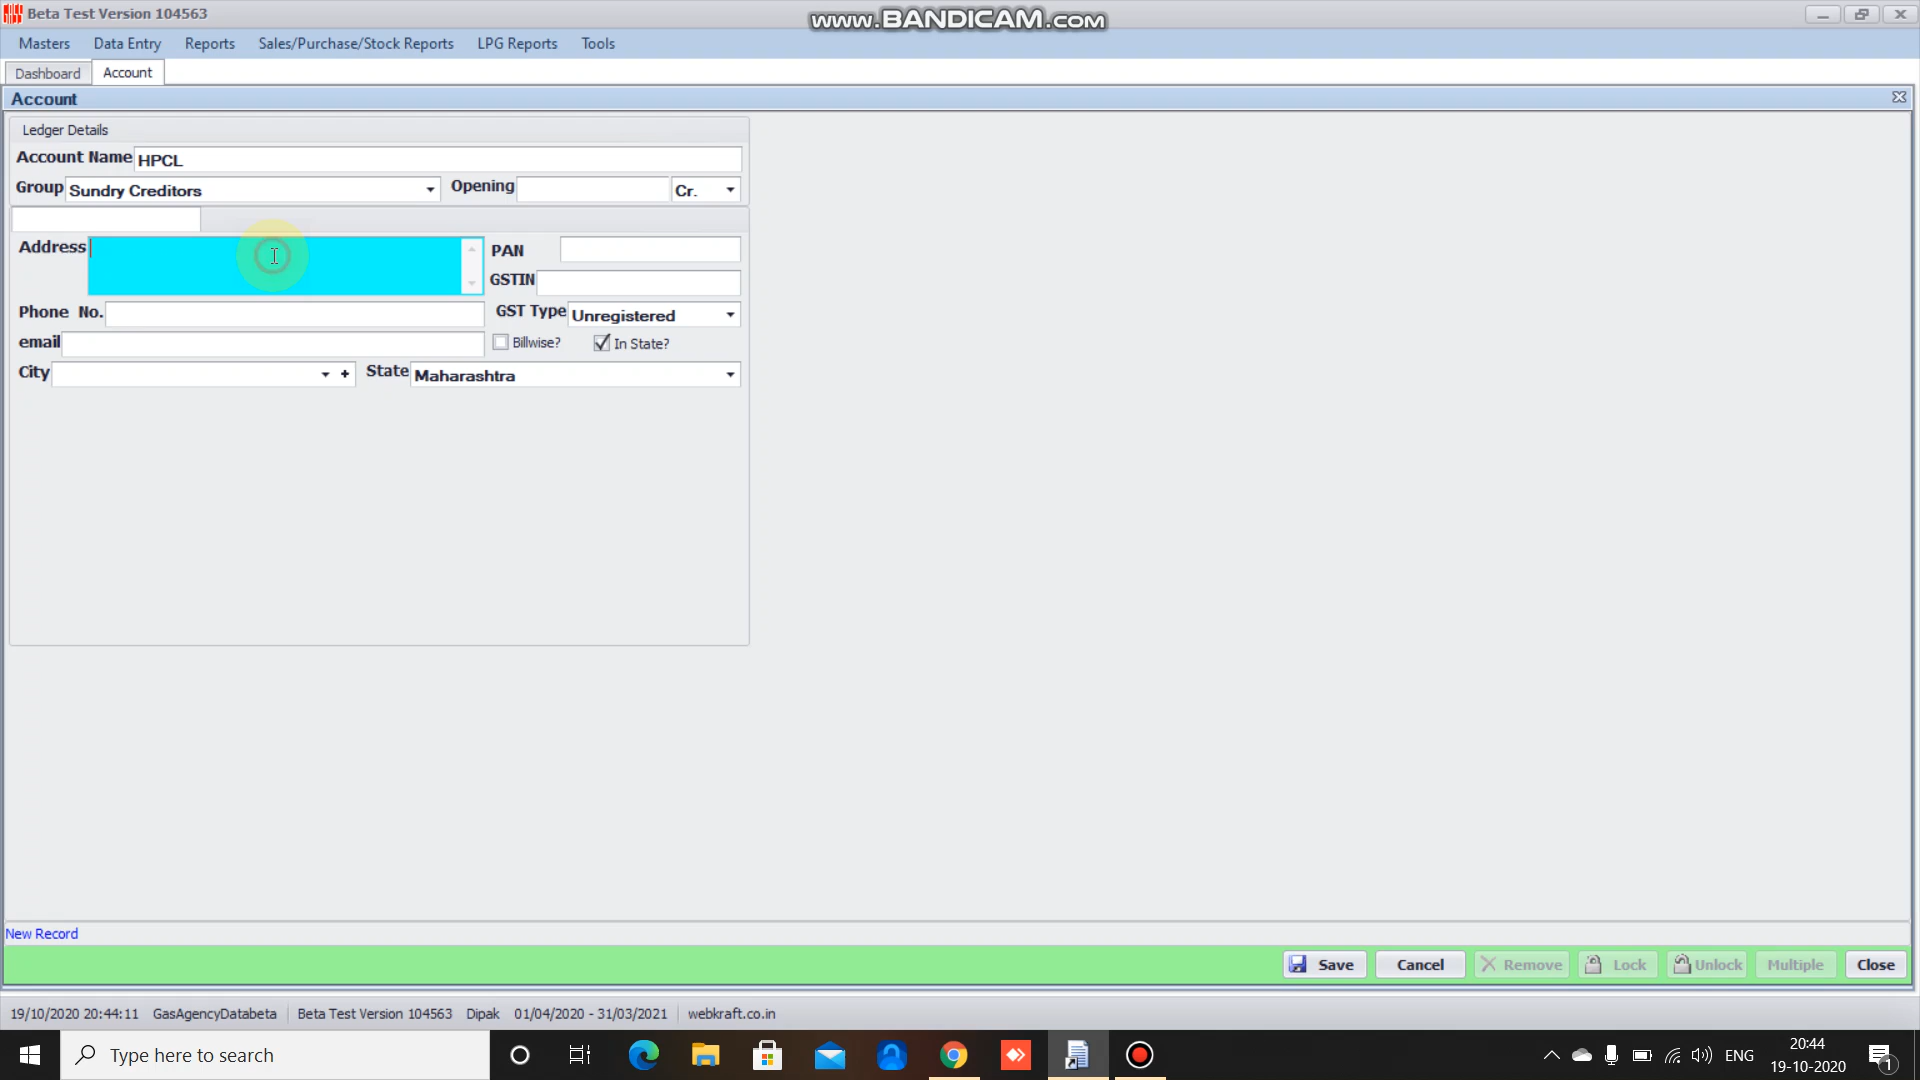 Beta Test Version 104563
www.BANDICAM.com
Masters Data Entry Reports Sales/Purchase/Stock Reports LPG Reports Tools
Dashboard Account
Account
Ledger Details
Account Name HPCL
Group Sundry Creditors Opening Cr.
Address PAN
GSTIN
Phone No. GST Type Unregistered
email Billwise? In State?
City State Maharashtra
New Record
Save Cancel Remove Lock Unlock Multiple Close
19/10/2020 20:44:11 GasAgencyDatabeta Beta Test Version 104563 Dipak 01/04/2020 - 31/03/2021 webkraft.co.in
Type here to search ENG 20:44
19-10-2020 1